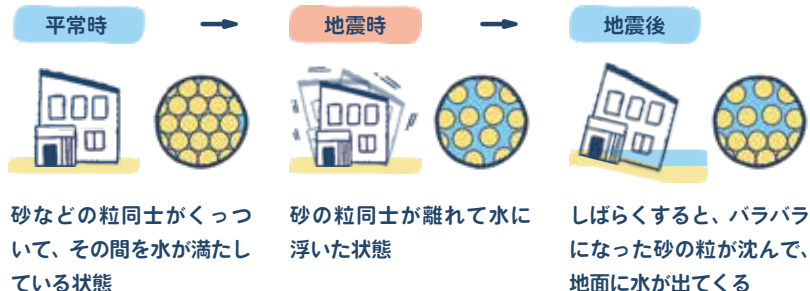 平常時
地震時
地震後
砂などの粒同士がくっつ
いて、その間を水が満たし
ている状態
砂の粒同士が離れて水に
浮いた状態
しばらくすると、バラバラ
になった砂の粒が沈んで、
地面に水が出てくる